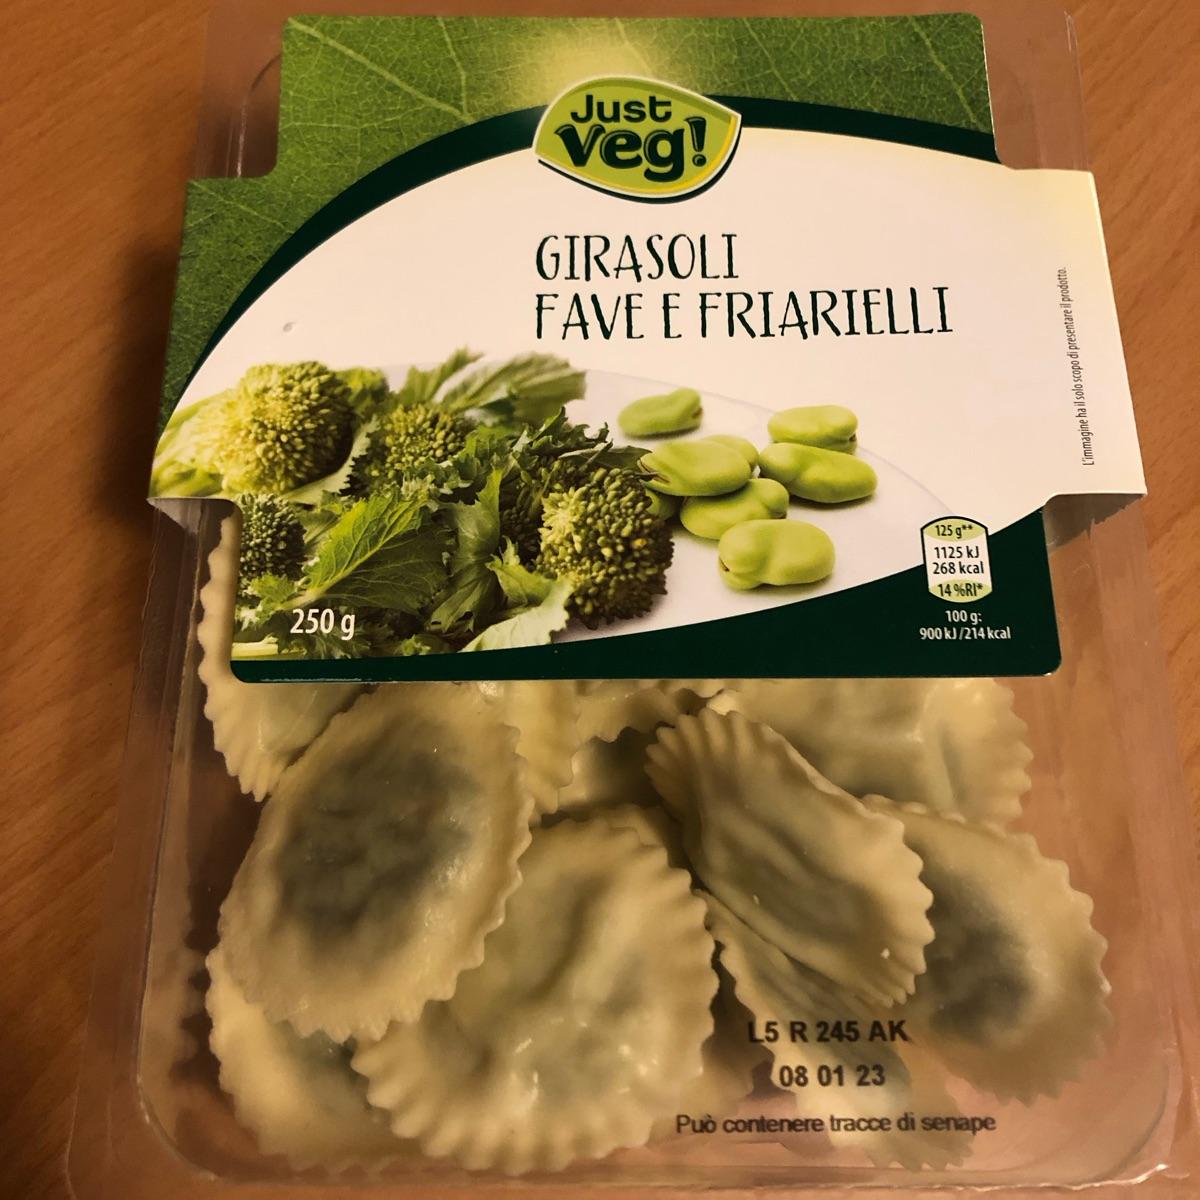 Just
Veg!
GIRASOLI
FAVE E FRIARIELLI
L'immagine ha il solo scopo di presentare il prodotto.
125 g**
1125 kJ
268 kcal
14 %RI*
100 g:
900 kJ/214 kcal
250 g
L5 R 245 AK
08 01 23
Può contenere tracce di senape